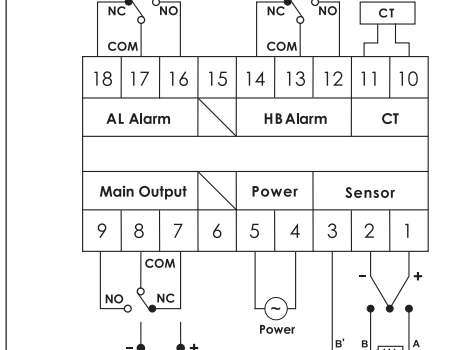 NC NO NC NO CT
COM COM
18 17 16 15 14 13 12 11 10
AL Alarm HB Alarm CT
Main Output Power Sensor
9 8 7 6 5 4 3 2 1
COM
- +
NO NC
~
Power
- + B' B A